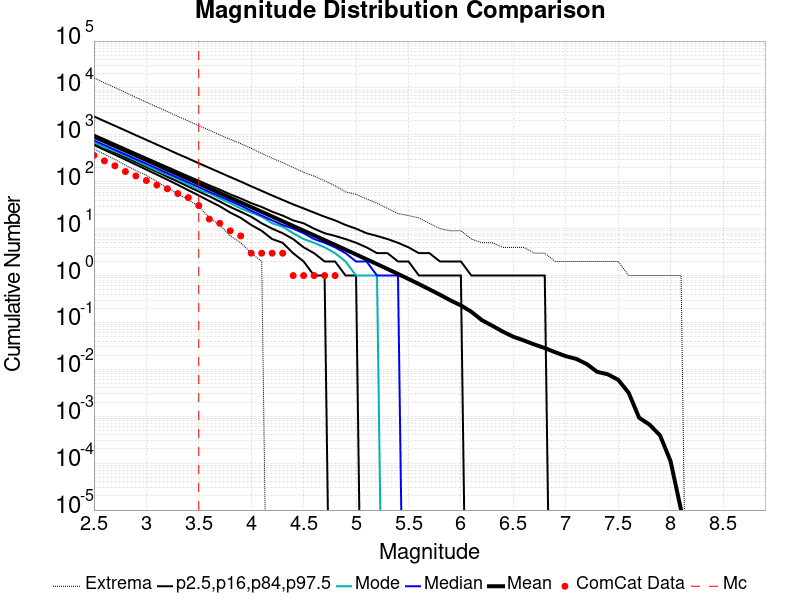 Magnitude Distribution Comparison
10^5
10^4
10^3
10^2
10^1
10^0
10^-1
10^-2
10^-3
10^-4
10^-5
Cumulative Number
2.5 3 3.5 4 4.5 5 5.5 6 6.5 7 7.5 8 8.5
Magnitude
Extrema p2.5,p16,p84,p97.5 Mode Median Mean ComCat Data Mc